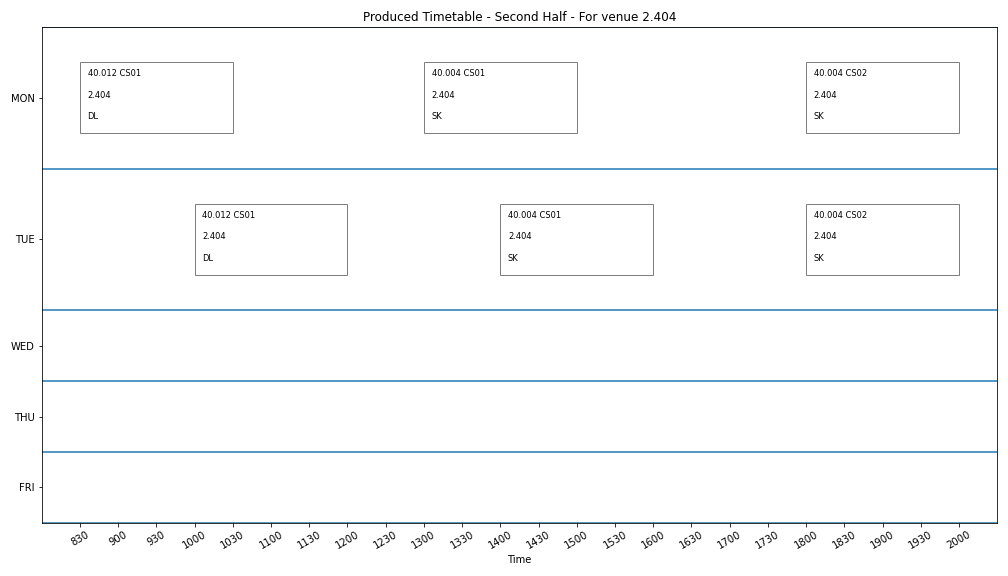 Produced Timetable - Second Half - For venue 2.404
MON
40.012 CS01
2.404
DL
40.004 CS01
2.404
SK
40.004 CS02
2.404
SK
TUE
40.012 CS01
2.404
DL
40.004 CS01
2.404
SK
40.004 CS02
2.404
SK
WED
THU
FRI
830 900 930 1000 1030 1100 1130 1200 1230 1300 1330 1400 1430 1500 1530 1600 1630 1700 1730 1800 1830 1900 1930 2000
Time